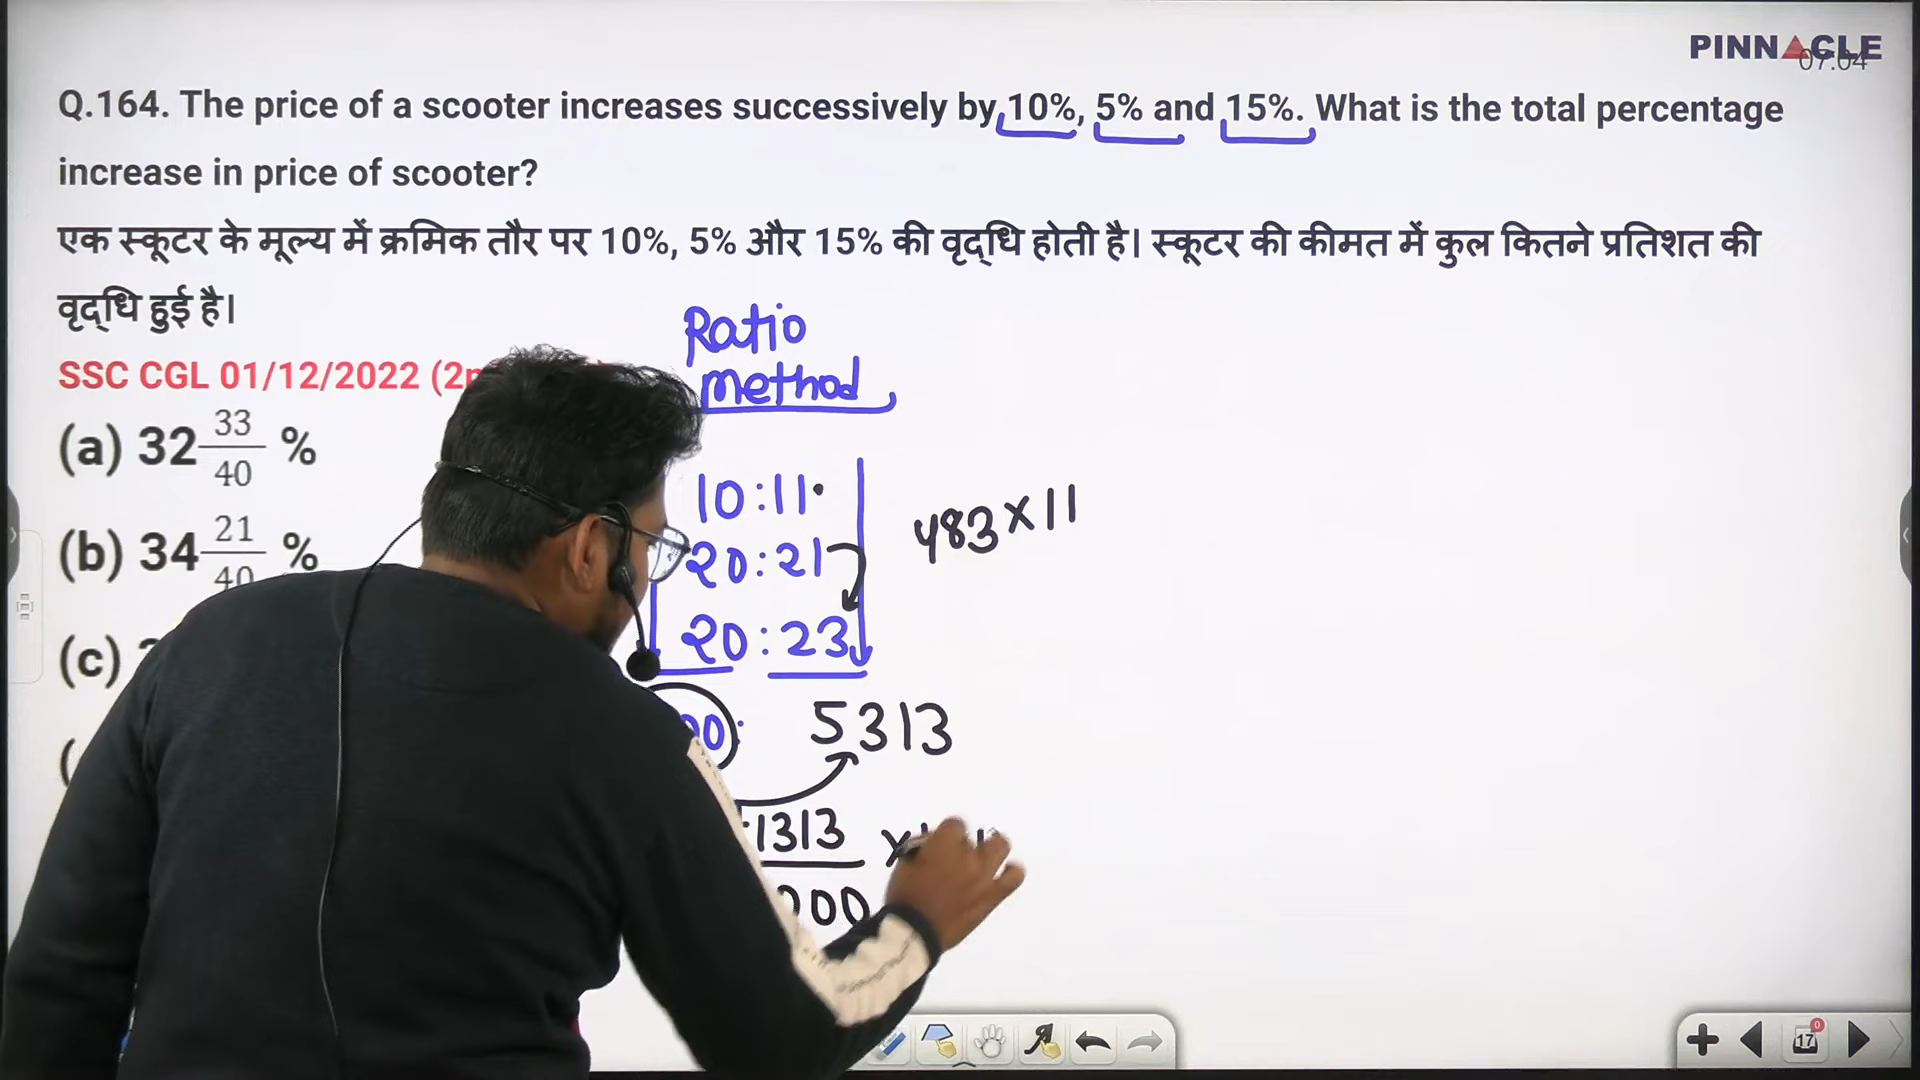 PINNACLE
07:04
Q.164. The price of a scooter increases successively by 10%, 5% and 15%. What is the total percentage
increase in price of scooter?
एक स्कूटर के मूल्य में क्रमिक तौर पर 10%, 5% और 15% की वृद्धि होती है। स्कूटर की कीमत में कुल कितने प्रतिशत की
वृद्धि हुई है।
SSC CGL 01/12/2022
(a) 32 33/40 %
(b) 34 21/40 %
(c)
Ratio
method
10:11
20:21
20:23
483×11
00: 5313
1313
000
17
0